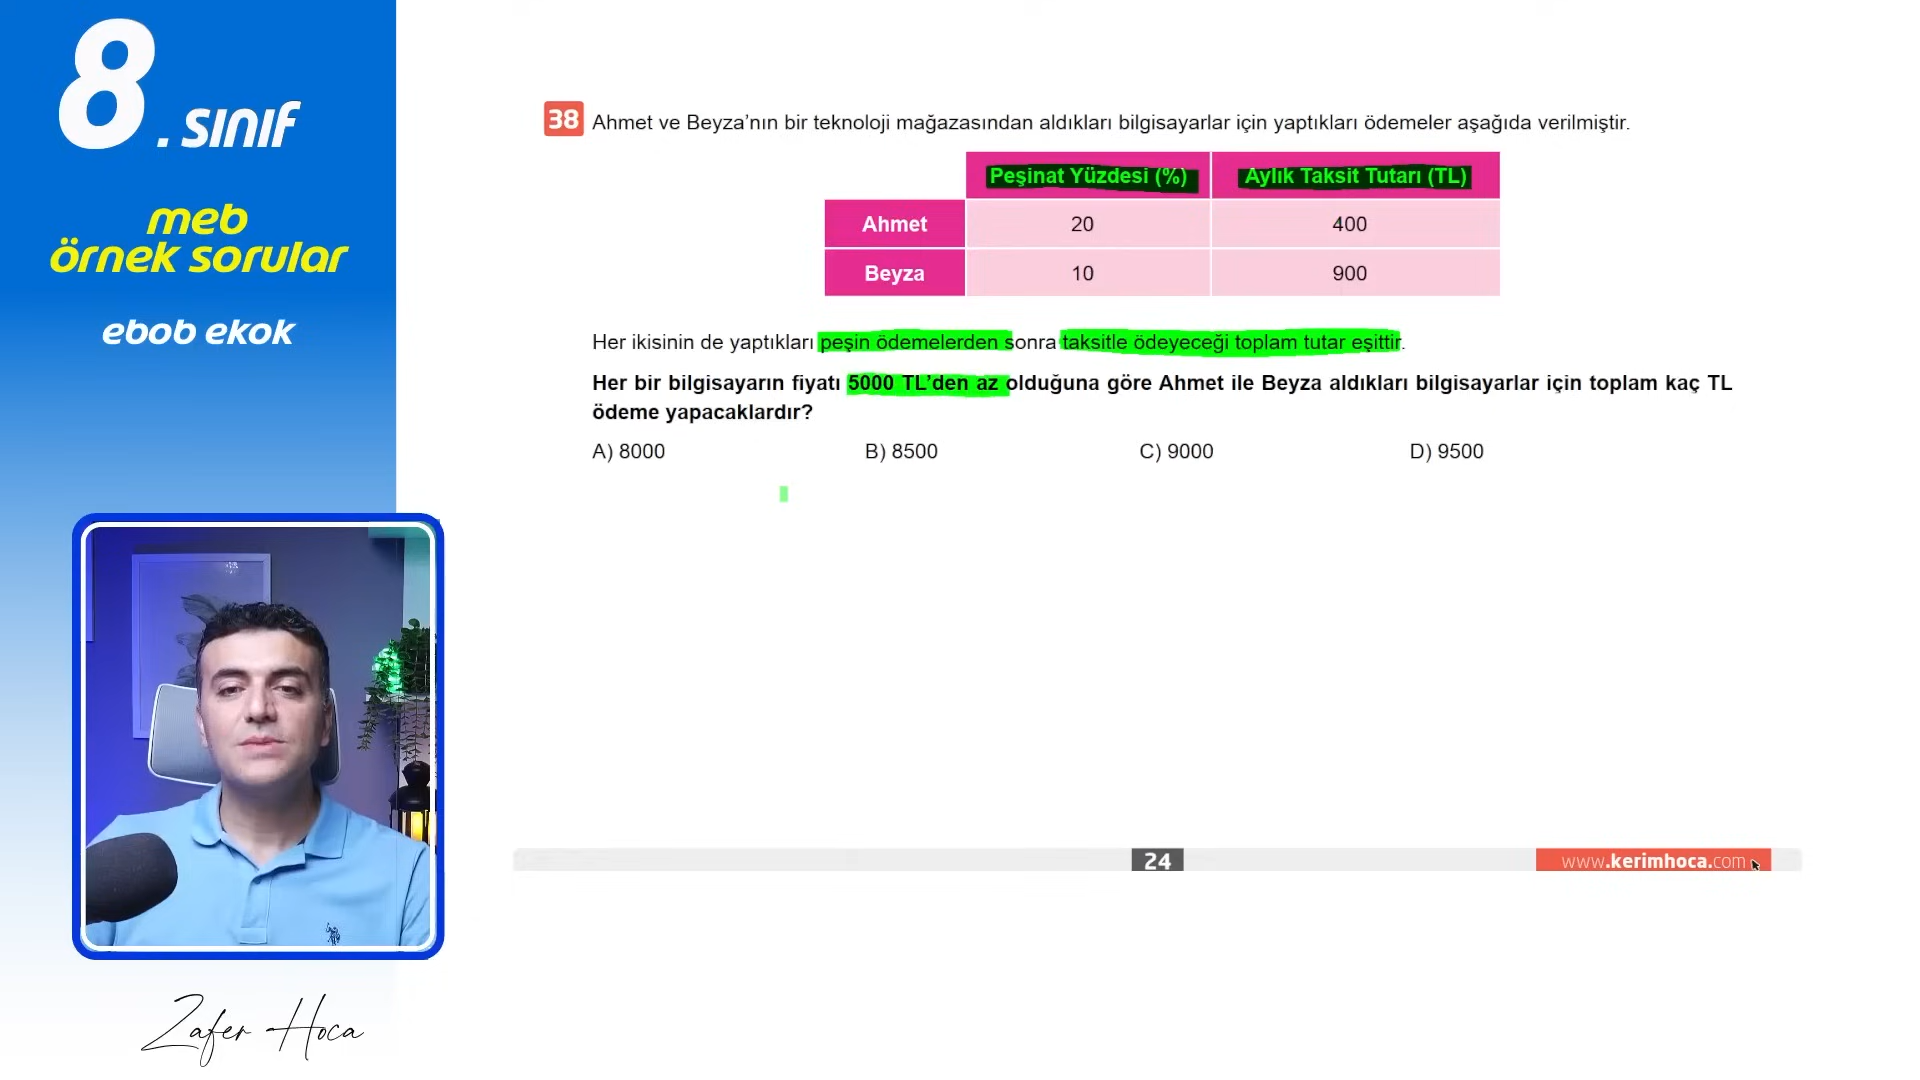 8. sınıf
meb
örnek sorular
ebob ekok
38 Ahmet ve Beyza'nın bir teknoloji mağazasından aldıkları bilgisayarlar için yaptıkları ödemeler aşağıda verilmiştir.
Peşinat Yüzdesi (%) Aylık Taksit Tutarı (TL)
Ahmet 20 400
Beyza 10 900
Her ikisinin de yaptıkları peşin ödemelerden sonra taksitle ödeyeceği toplam tutar eşittir.
Her bir bilgisayarın fiyatı 5000 TL'den az olduğuna göre Ahmet ile Beyza aldıkları bilgisayarlar için toplam kaç TL
ödeme yapacaklardır?
A) 8000 B) 8500 C) 9000 D) 9500
24 www.kerimhoca.com
Zafer Hoca